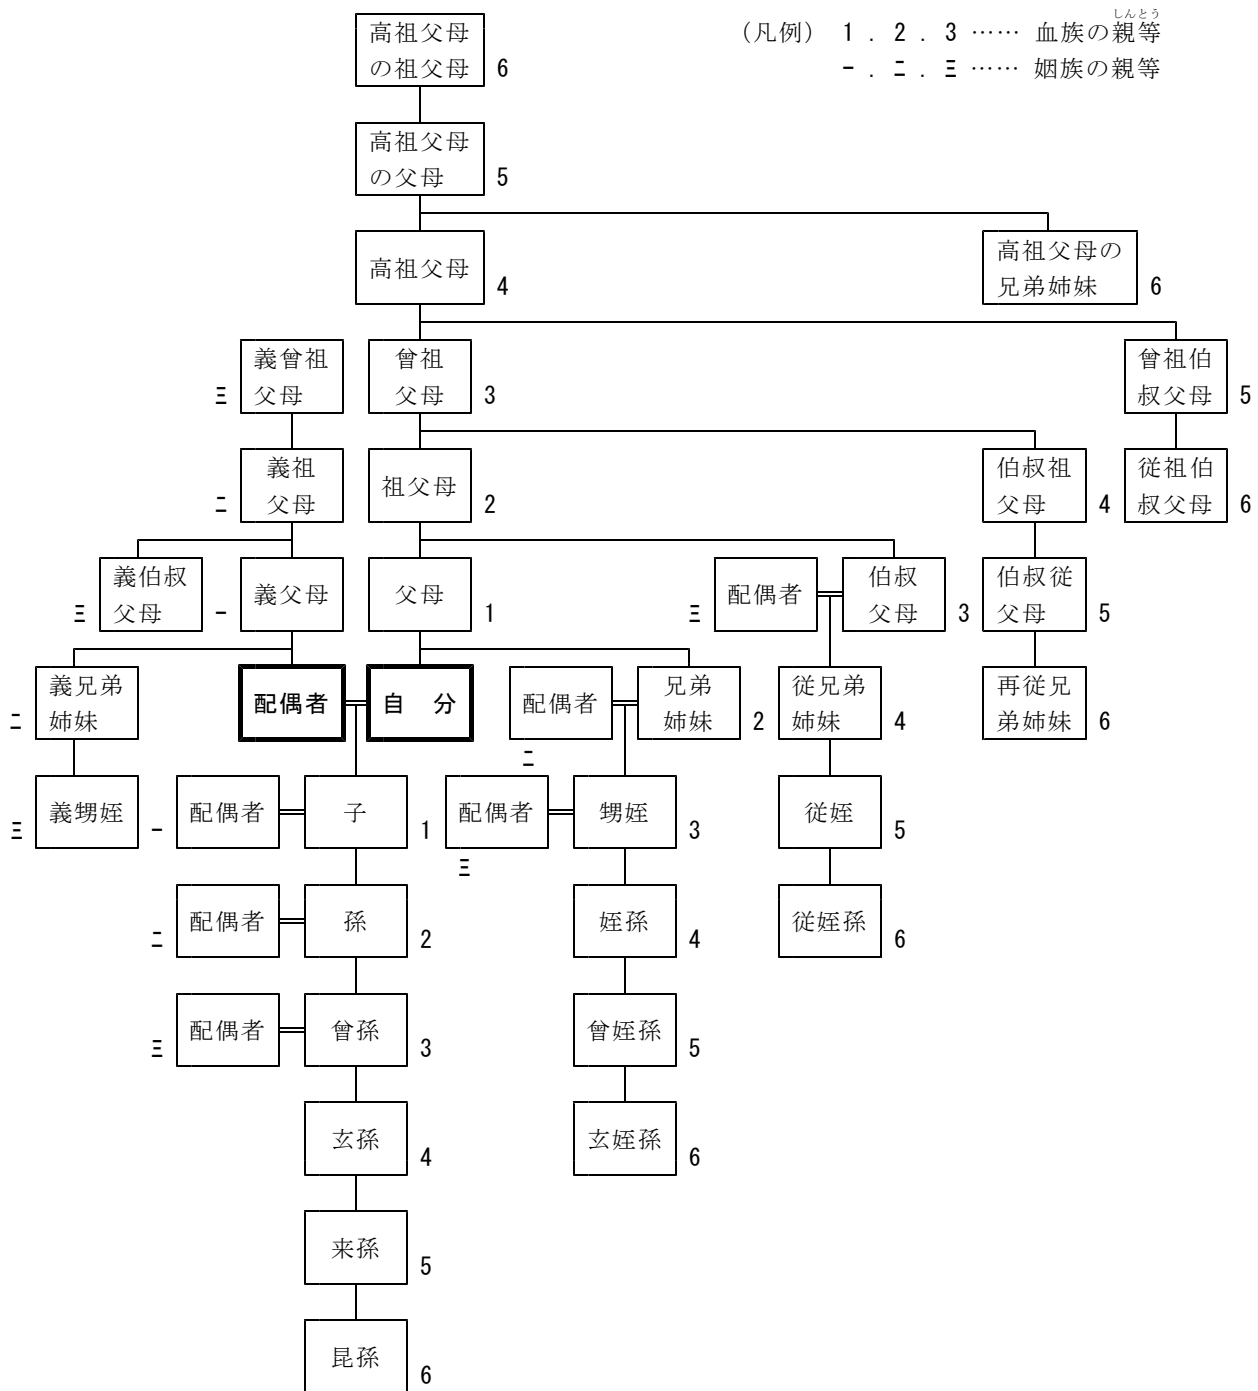 高祖父母
の祖父母
6
(凡例) 1 . 2 . 3 …… 血族の親等
しんとう
一 . 二 . 三 …… 姻族の親等
高祖父母
の父母
5
高祖父母
4
高祖父母の
兄弟姉妹
6
義曾祖
父母
三
曾祖
父母
3
曾祖伯
叔父母
5
義祖
父母
二
祖父母
2
伯叔祖
父母
4
従祖伯
叔父母
6
義伯叔
父母
三
義父母
一
父母
1
配偶者
三
伯叔
父母
3
伯叔従
父母
5
義兄弟
姉妹
二
配偶者
自 分
配偶者
二
兄弟
姉妹
2
従兄弟
姉妹
4
再従兄
弟姉妹
6
義甥姪
三
配偶者
一
子
1
配偶者
三
甥姪
3
従姪
5
配偶者
二
孫
2
姪孫
4
従姪孫
6
配偶者
三
曾孫
3
曾姪孫
5
玄孫
4
玄姪孫
6
来孫
5
昆孫
6